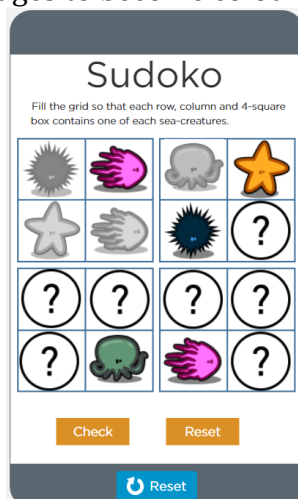 Sudoko
Fill the grid so that each row, column and 4-square
box contains one of each sea-creatures.
?
? ? ? ?
? ?
Check Reset
Reset